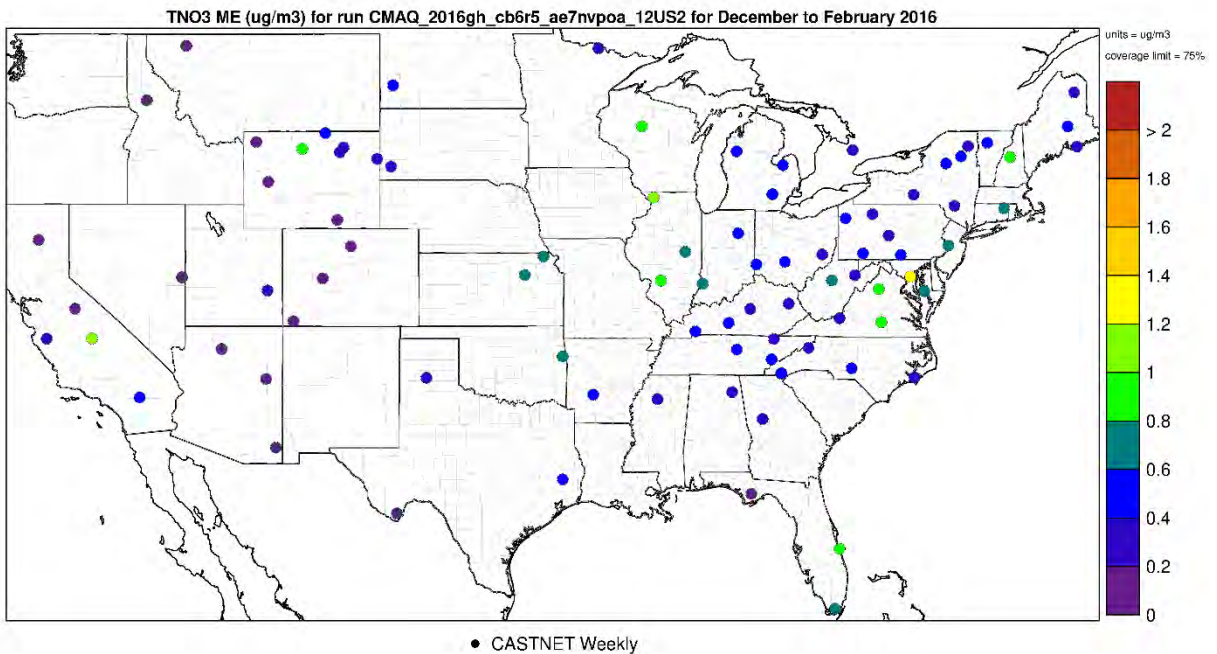 TNO3 ME (ug/m3) for run CMAQ_2016gh_cb6r5_ae7nvpoa_12US2 for December to February 2016
units = ug/m3
coverage limit = 75%
> 2
1.8
1.6
1.4
1.2
1
0.8
0.6
0.4
0.2
0
CASTNET Weekly